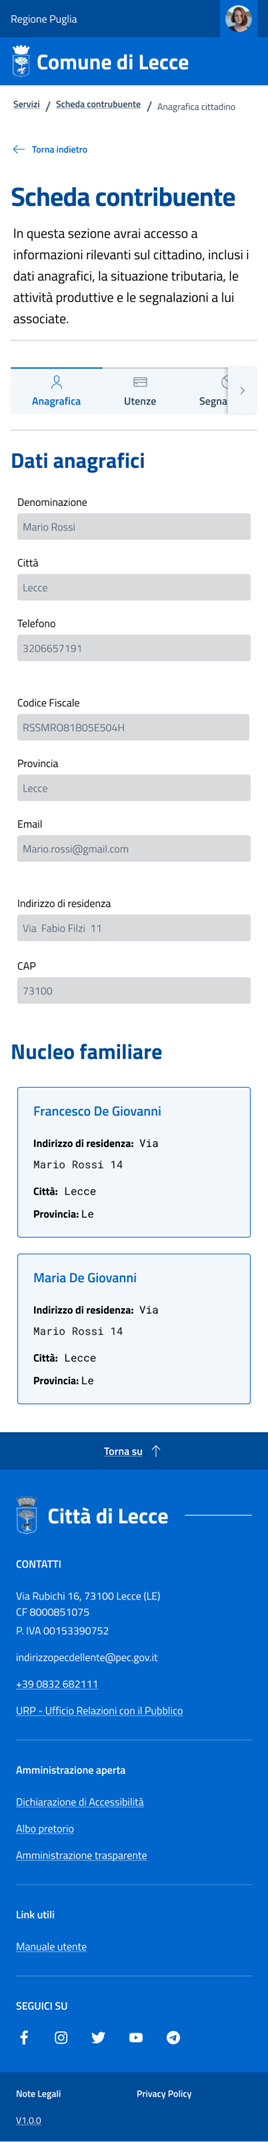 Regione Puglia
Comune di Lecce
Servizi / Scheda contrubuente / Anagrafica cittadino
Torna indietro
Scheda contribuente
In questa sezione avrai accesso a
informazioni rilevanti sul cittadino, inclusi i
dati anagrafici, la situazione tributaria, le
attività produttive e le segnalazioni a lui
associate.
Anagrafica Utenze Segna
Dati anagrafici
Denominazione
Mario Rossi
Città
Lecce
Telefono
3206657191
Codice Fiscale
RSSMRO81B05E504H
Provincia
Lecce
Email
Mario.rossi@gmail.com
Indirizzo di residenza
Via Fabio Filzi 11
CAP
73100
Nucleo familiare
Francesco De Giovanni
Indirizzo di residenza: Via
Mario Rossi 14
Città: Lecce
Provincia: Le
Maria De Giovanni
Indirizzo di residenza: Via
Mario Rossi 14
Città: Lecce
Provincia: Le
Torna su
Città di Lecce
CONTATTI
Via Rubichi 16, 73100 Lecce (LE)
CF 8000851075
P. IVA 00153390752
indirizzopecdellente@pec.gov.it
+39 0832 682111
URP - Ufficio Relazioni con il Pubblico
Amministrazione aperta
Dichiarazione di Accessibilità
Albo pretorio
Amministrazione trasparente
Link utili
Manuale utente
SEGUICI SU
Note Legali Privacy Policy
V1.0.0